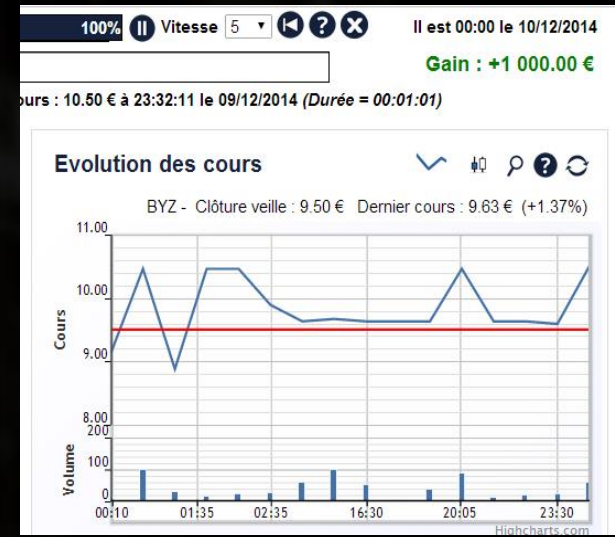 100% Vitesse 5 Il est 00:00 le 10/12/2014
Gain : +1 000.00 €
ours : 10.50 € à 23:32:11 le 09/12/2014 (Durée = 00:01:01)
Evolution des cours
BYZ - Clôture veille : 9.50 € Dernier cours : 9.63 € (+1.37%)
11.00
10.00
Cours
9.00
8.00
200
Volume
100
0
00:10 01:35 02:35 16:30 20:05 23:30
Highcharts.com